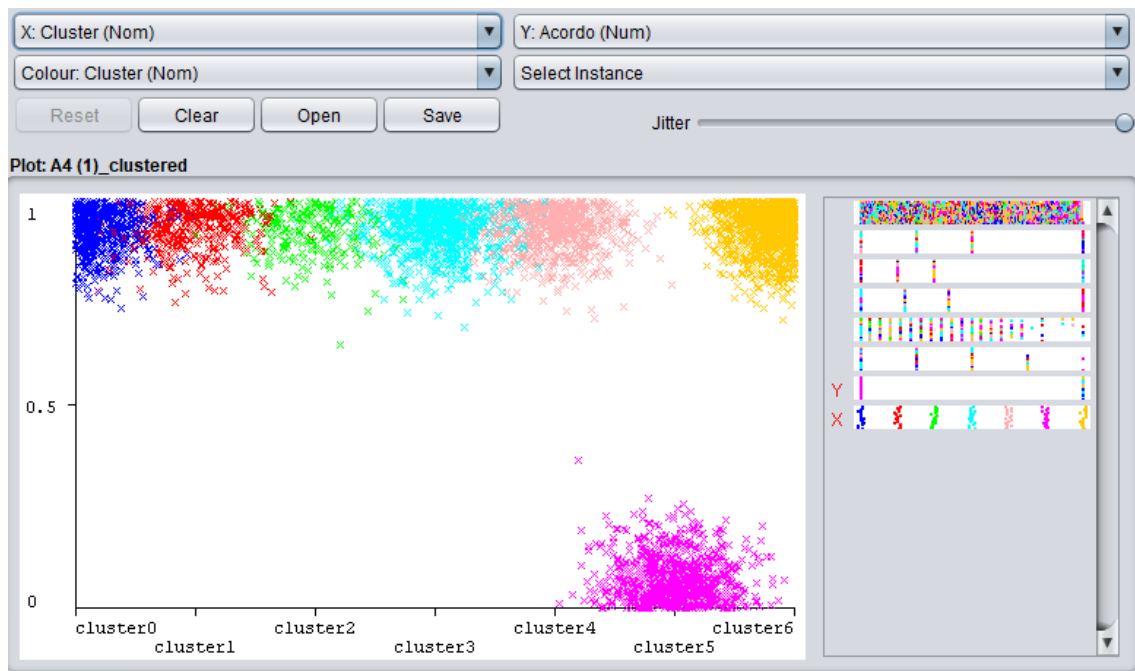 X: Cluster (Nom) Y: Acordo (Num)
Colour: Cluster (Nom) Select Instance
Reset Clear Open Save Jitter
Plot: A4 (1)_clustered
1
0.5
0
cluster0 cluster2 cluster4 cluster6
cluster1 cluster3 cluster5
Y
X